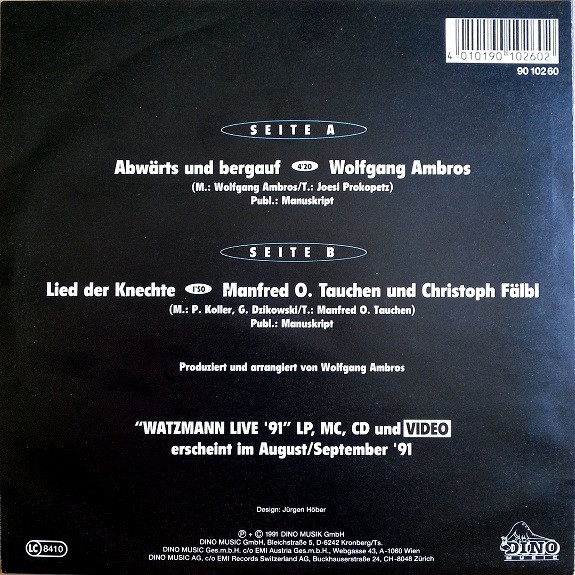 4 010190 102602
90 102 60
SEITE A
Abwärts und bergauf 4'20 Wolfgang Ambros
(M.: Wolfgang Ambros/T.: Joesi Prokopetz)
Publ.: Manuskript
SEITE B
Lied der Knechte 1'50 Manfred O. Tauchen und Christoph Fälbl
(M.: P. Koller, G. Dzikowski/T.: Manfred O. Tauchen)
Publ.: Manuskript
Produziert und arrangiert von Wolfgang Ambros
“WATZMANN LIVE '91” LP, MC, CD und VIDEO
erscheint im August/September '91
Design: Jürgen Höber
Ⓟ + © 1991 DINO MUSIK GmbH
DINO MUSIC GmbH, Bleichstraße 5, D-6242 Kronberg/Ts.
DINO MUSIC Ges.m.b.H. c/o EMI Austria Ges.m.b.H., Webgasse 43, A-1060 Wien
DINO MUSIC AG, c/o EMI Records Switzerland AG, Buckhauserstraße 24, CH-8048 Zürich
LC 8410
DINO
MUSIC